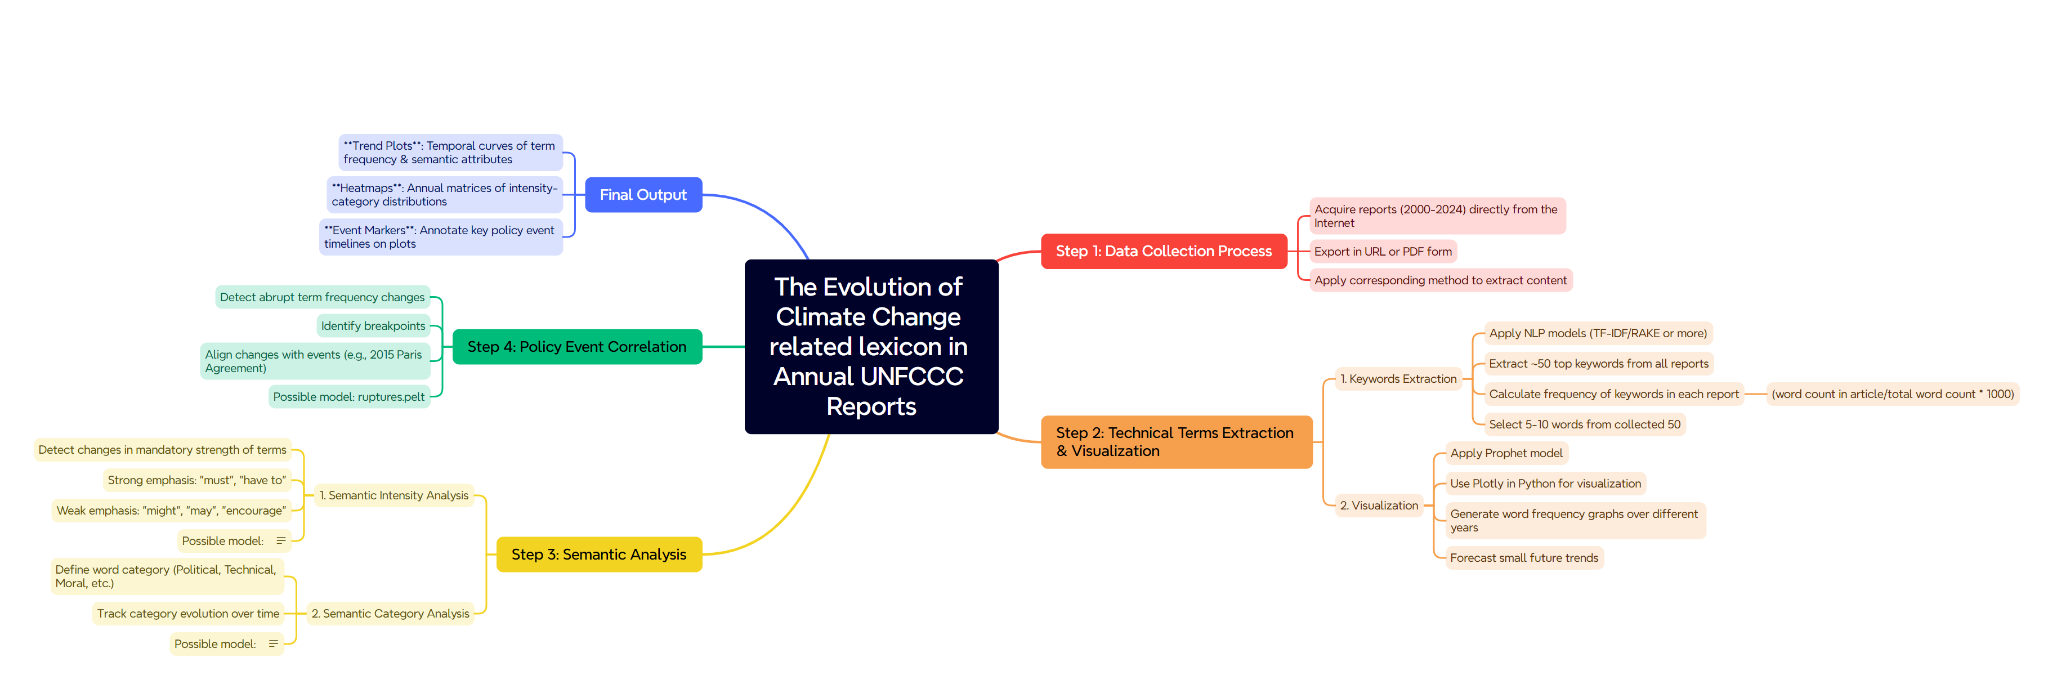 The Evolution of
Climate Change
related lexicon in
Annual UNFCCC
Reports
Step 1: Data Collection Process
Acquire reports (2000-2024) directly from the
Internet
Export in URL or PDF form
Apply corresponding method to extract content
Step 2: Technical Terms Extraction
& Visualization
1. Keywords Extraction
Apply NLP models (TF-IDF/RAKE or more)
Extract ~50 top keywords from all reports
Calculate frequency of keywords in each report
(word count in article/total word count * 1000)
Select 5-10 words from collected 50
2. Visualization
Apply Prophet model
Use Plotly in Python for visualization
Generate word frequency graphs over different
years
Forecast small future trends
Step 3: Semantic Analysis
1. Semantic Intensity Analysis
Detect changes in mandatory strength of terms
Strong emphasis: "must", "have to"
Weak emphasis: "might", "may", "encourage"
Possible model:
2. Semantic Category Analysis
Define word category (Political, Technical,
Moral, etc.)
Track category evolution over time
Possible model:
Step 4: Policy Event Correlation
Detect abrupt term frequency changes
Identify breakpoints
Align changes with events (e.g., 2015 Paris
Agreement)
Possible model: ruptures.pelt
Final Output
**Trend Plots**: Temporal curves of term
frequency & semantic attributes
**Heatmaps**: Annual matrices of intensity-
category distributions
**Event Markers**: Annotate key policy event
timelines on plots